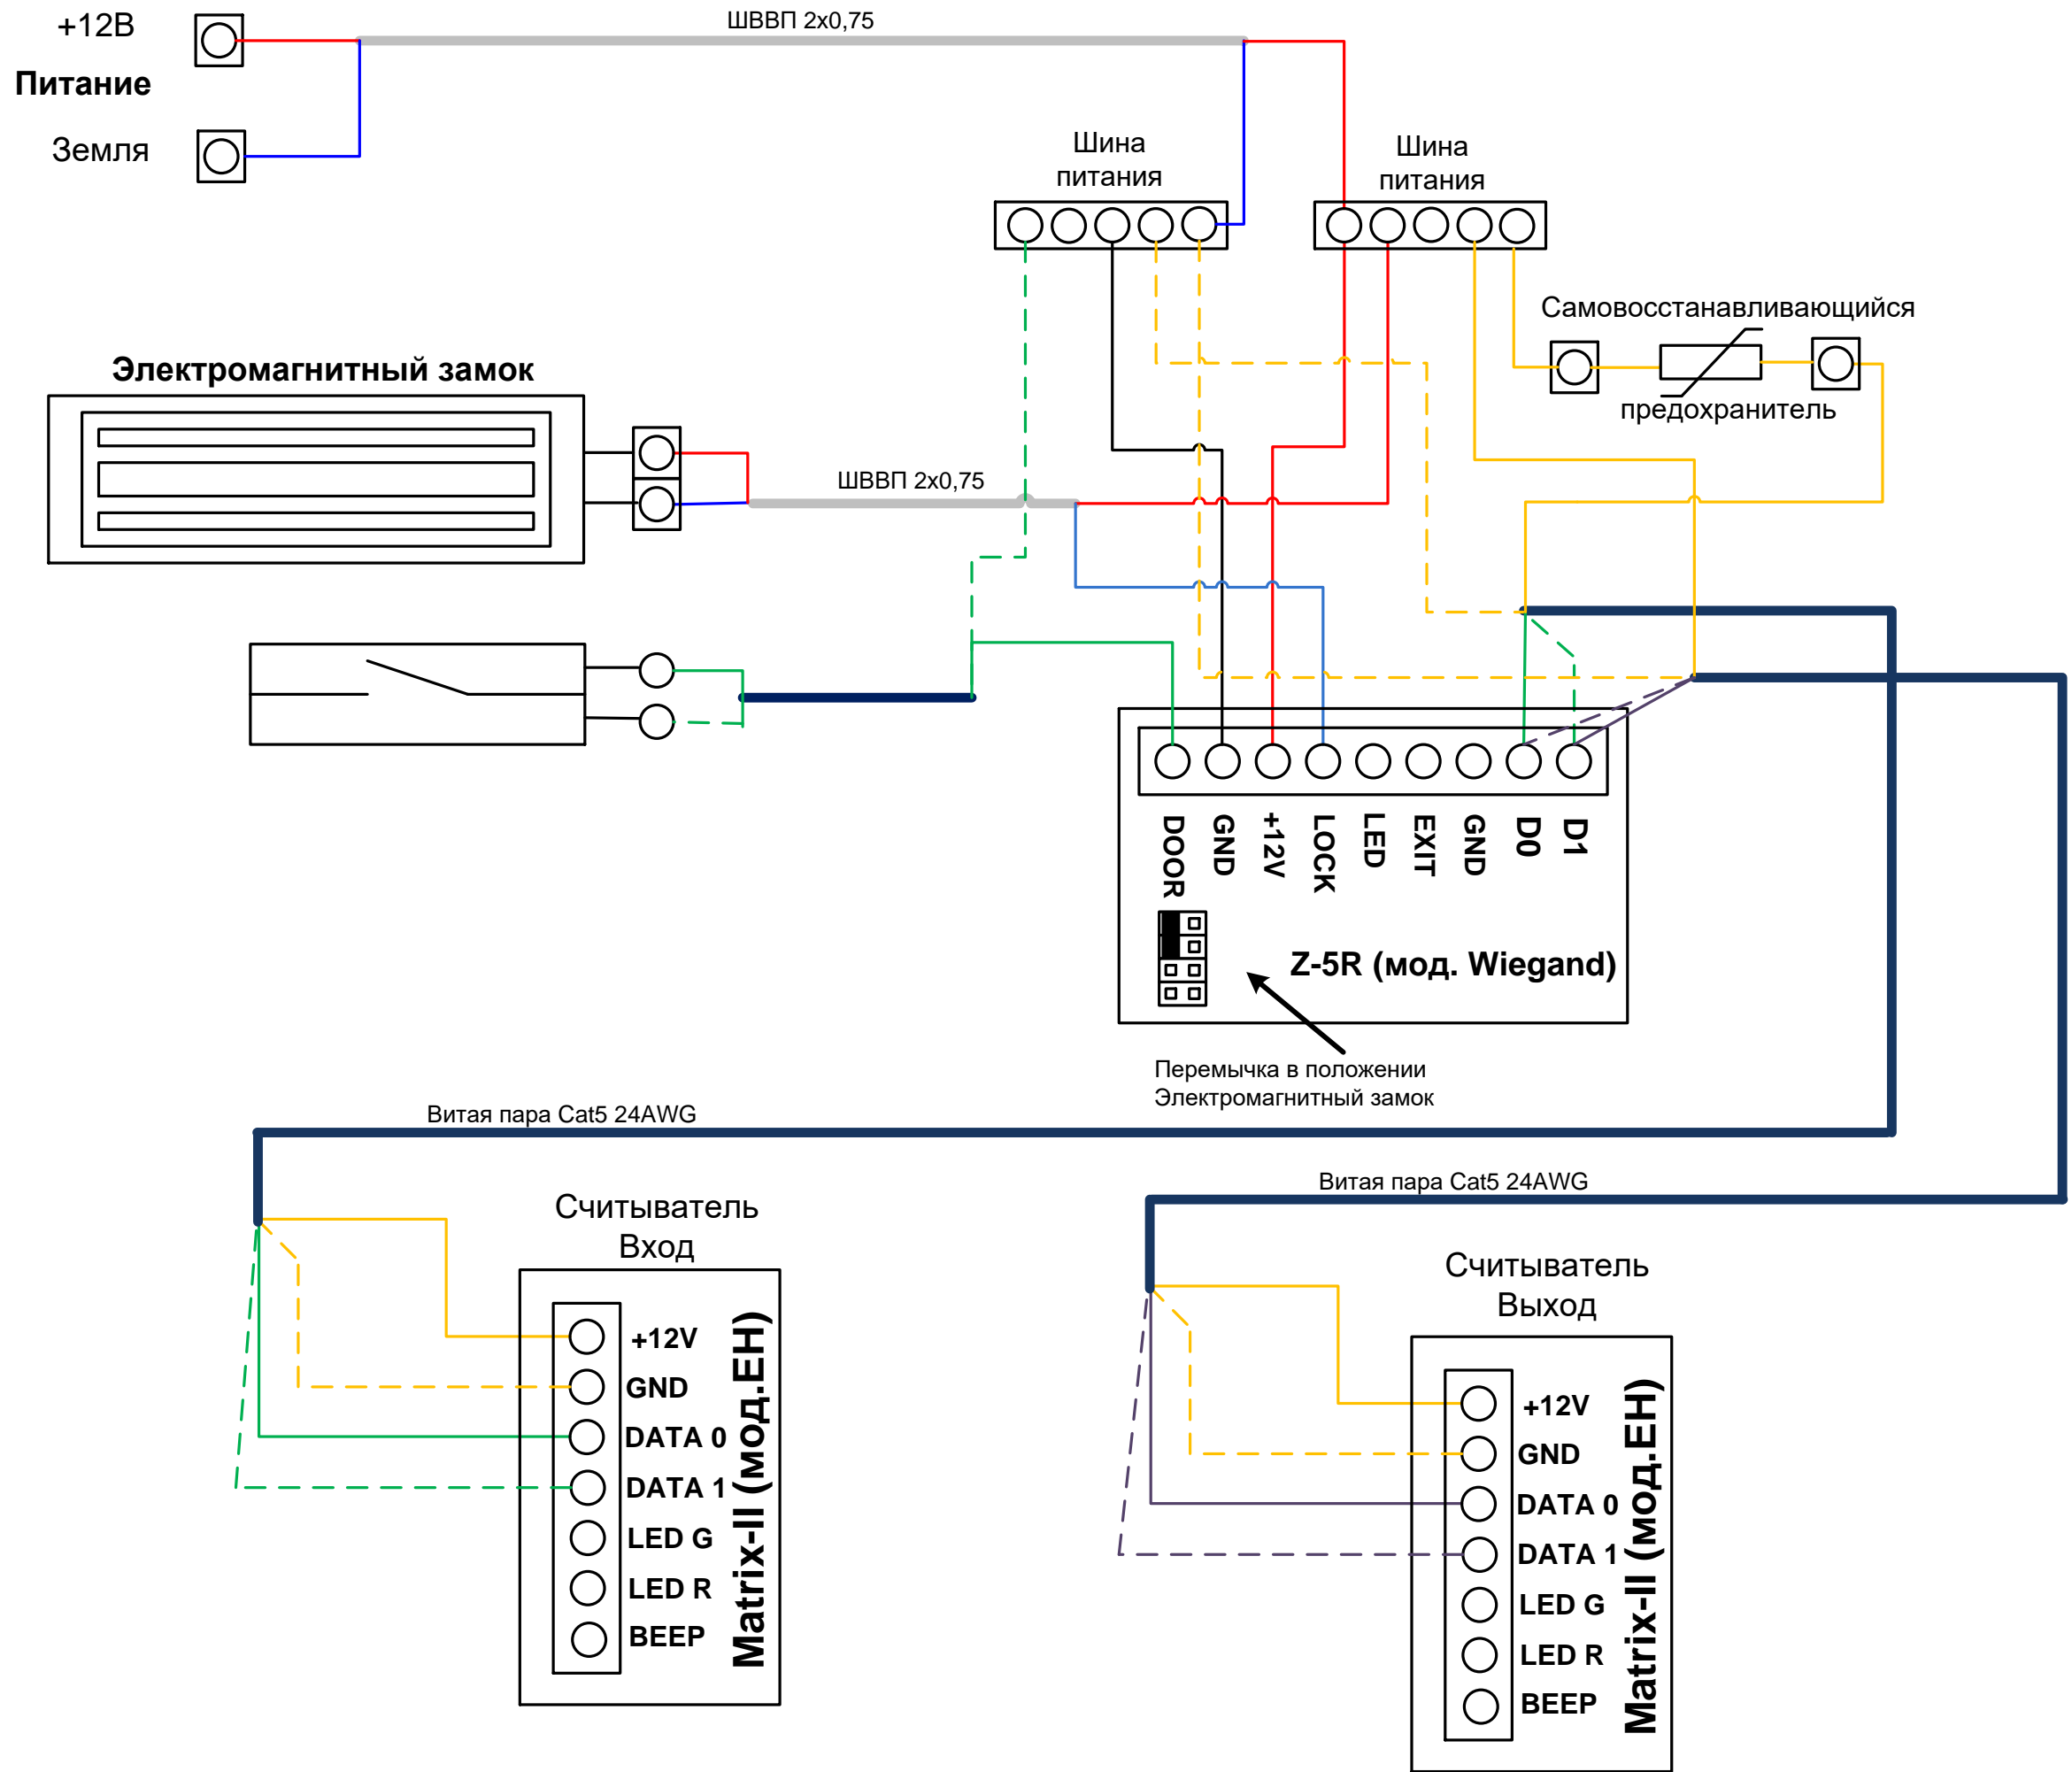 +12В
ШВВП 2х0,75
Питание
Земля
Шина
питания
Шина
питания
Самовосстанавливающийся
предохранитель
Электромагнитный замок
ШВВП 2х0,75
DOOR
GND
+12V
LOCK
LED
EXIT
GND
D0
D1
Z-5R (мод. Wiegand)
Перемычка в положении
Электромагнитный замок
Витая пара Cat5 24AWG
Витая пара Cat5 24AWG
Считыватель
Вход
+12V
GND
DATA 0
DATA 1
LED G
LED R
BEEP
Matrix-II (мод.EH)
Считыватель
Выход
+12V
GND
DATA 0
DATA 1
LED G
LED R
BEEP
Matrix-II (мод.EH)